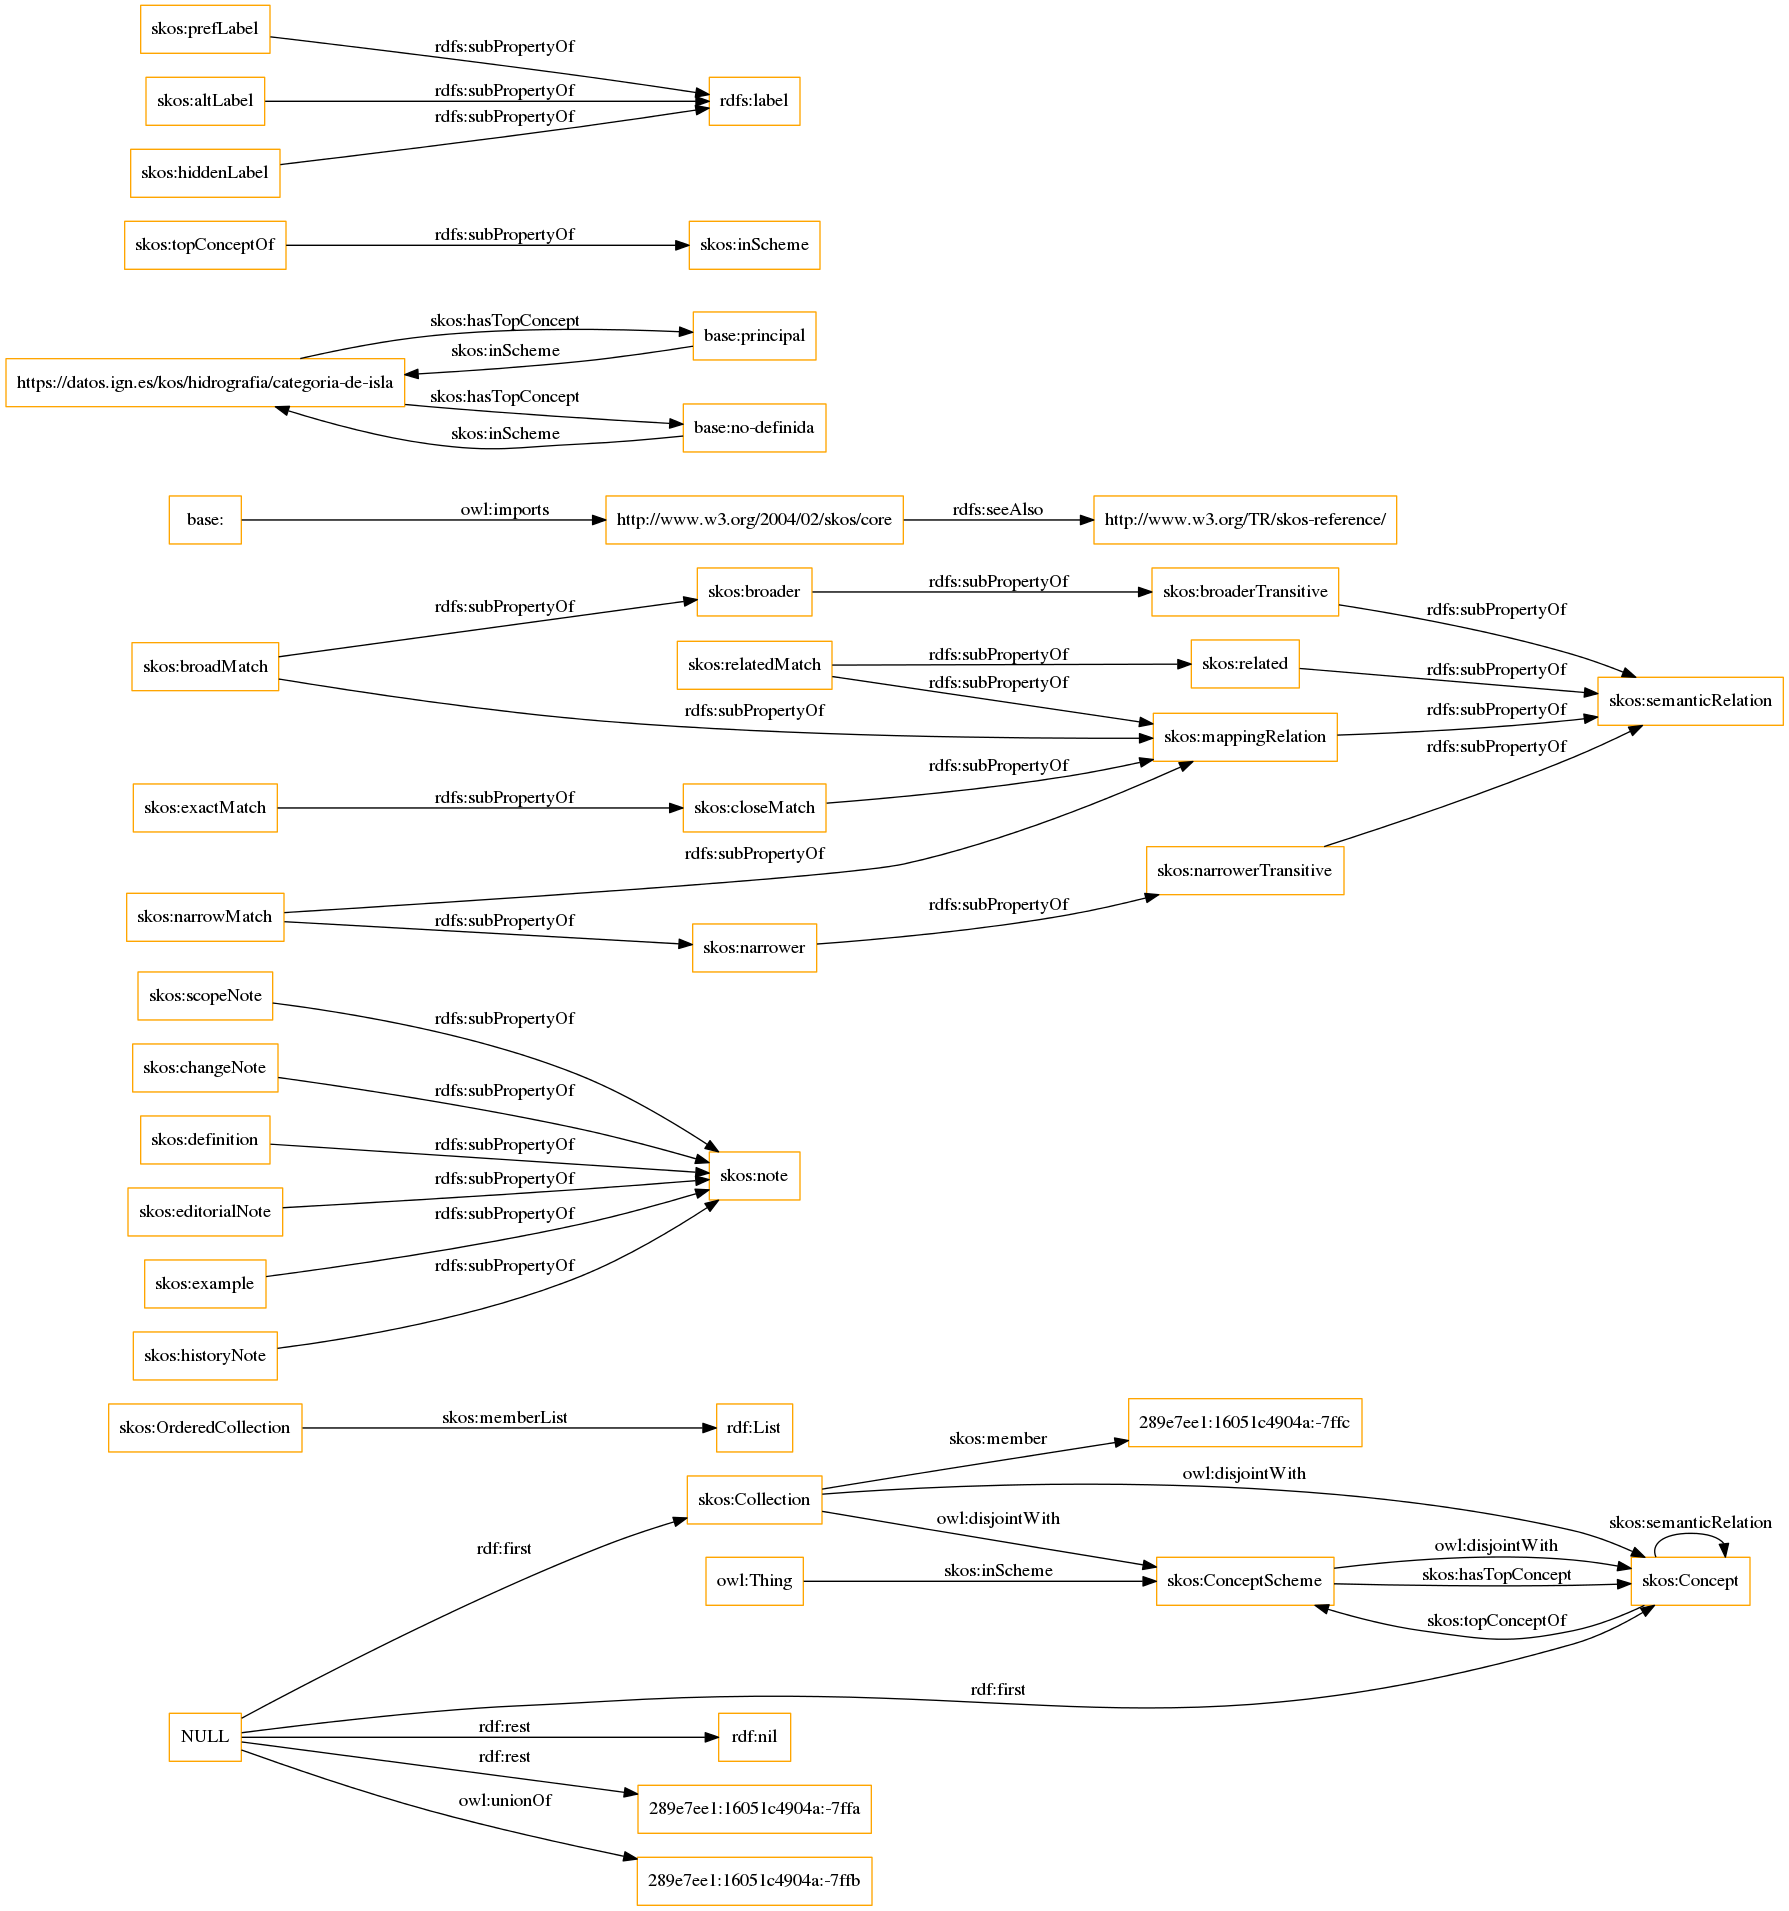 skos:prefLabel
rdfs:subPropertyOf
skos:altLabel
rdfs:subPropertyOf
rdfs:label
rdfs:subPropertyOf
skos:hiddenLabel
skos:topConceptOf
rdfs:subPropertyOf
skos:inScheme
skos:hasTopConcept
base:principal
skos:inScheme
https://datos.ign.es/kos/hidrografia/categoria-de-isla
skos:hasTopConcept
base:no-definida
skos:inScheme
base:
owl:imports
http://www.w3.org/2004/02/skos/core
rdfs:seeAlso
http://www.w3.org/TR/skos-reference/
skos:broader
rdfs:subPropertyOf
skos:broaderTransitive
rdfs:subPropertyOf
rdfs:subPropertyOf
skos:broadMatch
skos:relatedMatch
rdfs:subPropertyOf
skos:related
rdfs:subPropertyOf
rdfs:subPropertyOf
skos:semanticRelation
rdfs:subPropertyOf
rdfs:subPropertyOf
skos:mappingRelation
rdfs:subPropertyOf
rdfs:subPropertyOf
skos:exactMatch
rdfs:subPropertyOf
skos:closeMatch
rdfs:subPropertyOf
skos:narrowerTransitive
skos:narrowMatch
rdfs:subPropertyOf
rdfs:subPropertyOf
skos:narrower
skos:scopeNote
rdfs:subPropertyOf
skos:changeNote
rdfs:subPropertyOf
skos:definition
rdfs:subPropertyOf
skos:note
rdfs:subPropertyOf
skos:editorialNote
rdfs:subPropertyOf
skos:example
rdfs:subPropertyOf
skos:historyNote
skos:OrderedCollection
skos:memberList
rdf:List
289e7ee1:16051c4904a:-7ffc
skos:member
skos:Collection
owl:disjointWith
owl:disjointWith
skos:semanticRelation
rdf:first
owl:disjointWith
owl:Thing
skos:inScheme
skos:ConceptScheme
skos:hasTopConcept
skos:Concept
skos:topConceptOf
rdf:first
NULL
rdf:rest
rdf:nil
rdf:rest
owl:unionOf
289e7ee1:16051c4904a:-7ffa
289e7ee1:16051c4904a:-7ffb